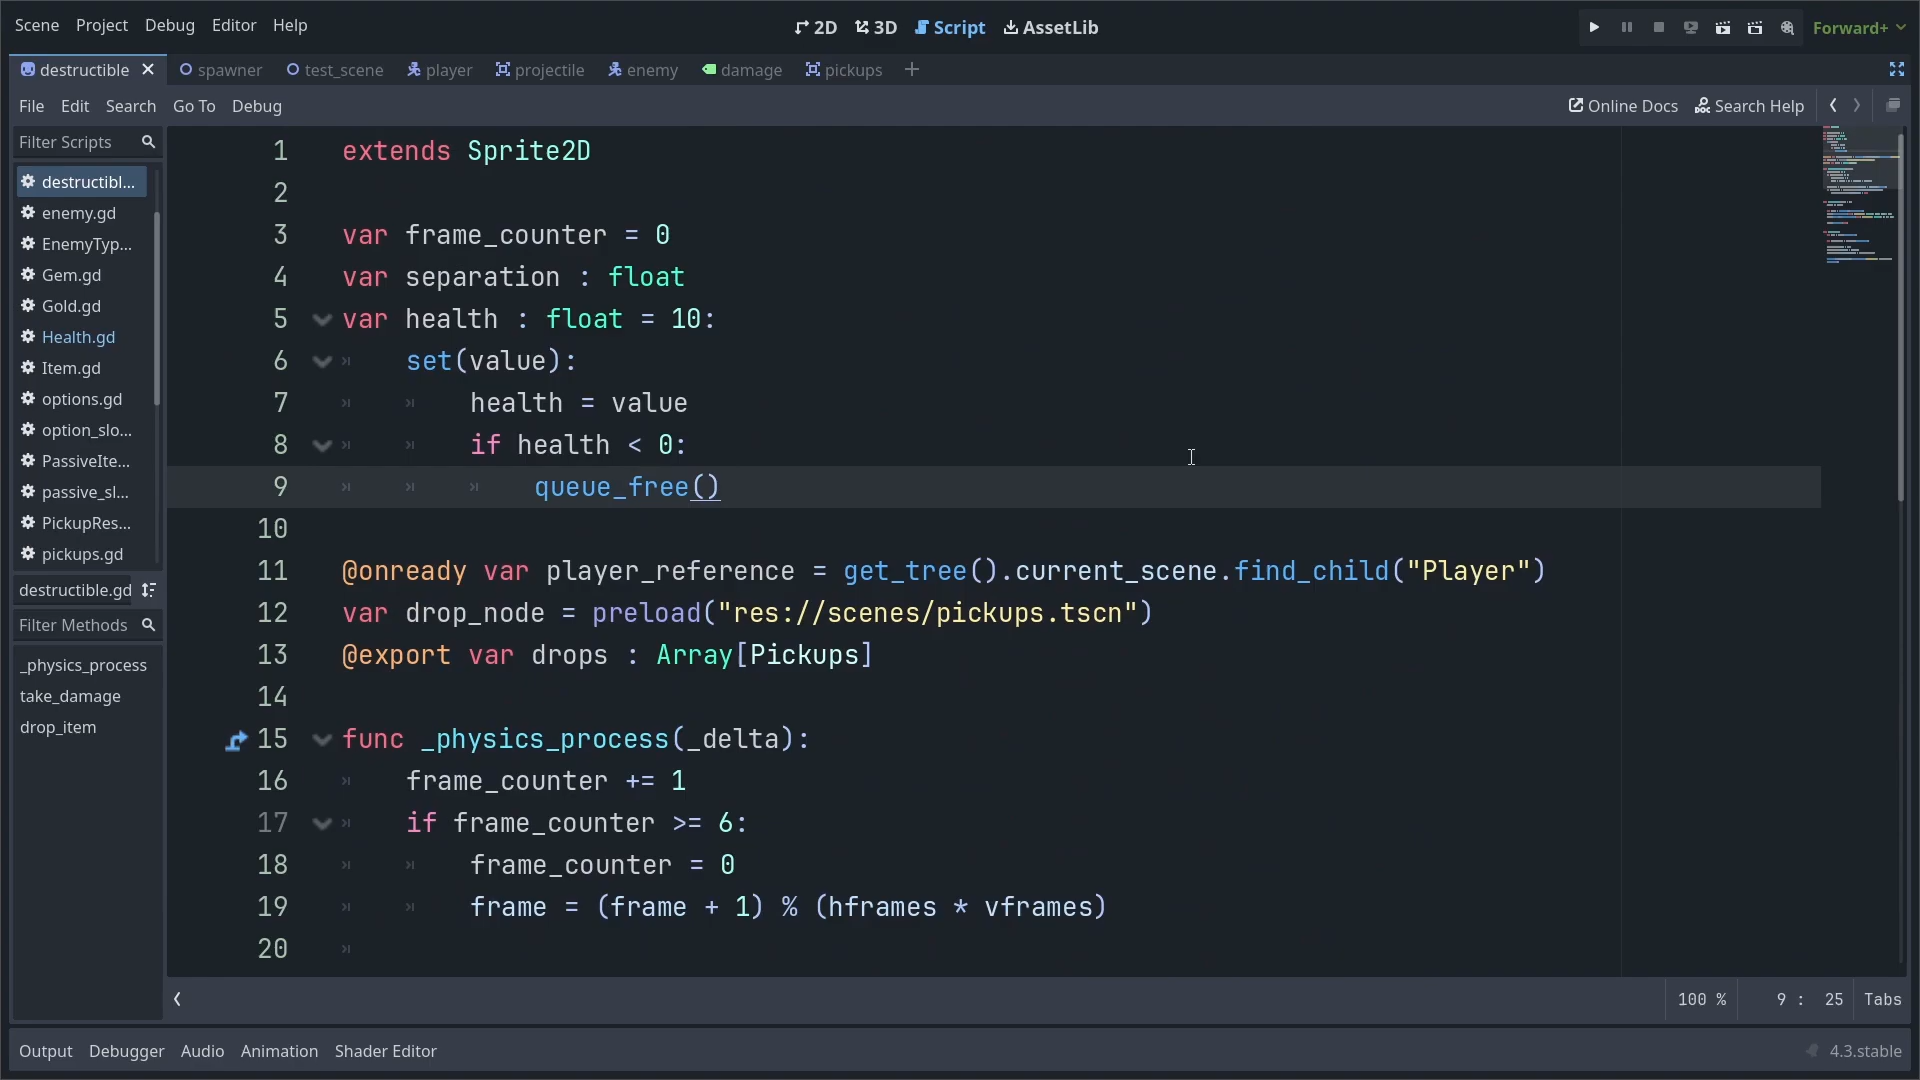 Scene Project Debug Editor Help 2D 3D Script AssetLib Forward+
destructible spawner test_scene player projectile enemy damage pickups
File Edit Search Go To Debug Online Docs Search Help
Filter Scripts
destructibl...
enemy.gd
EnemyTyp...
Gem.gd
Gold.gd
Health.gd
Item.gd
options.gd
option_slo...
PassiveIte...
passive_sl...
PickupRes...
pickups.gd
destructible.gd
Filter Methods
_physics_process
take_damage
drop_item
1 extends Sprite2D
2
3 var frame_counter = 0
4 var separation : float
5 var health : float = 10:
6 set(value):
7 health = value
8 if health < 0:
9 queue_free()
10
11 @onready var player_reference = get_tree().current_scene.find_child("Player")
12 var drop_node = preload("res://scenes/pickups.tscn")
13 @export var drops : Array[Pickups]
14
15 func _physics_process(_delta):
16 frame_counter += 1
17 if frame_counter >= 6:
18 frame_counter = 0
19 frame = (frame + 1) % (hframes * vframes)
20
100 % 9 : 25 Tabs
Output Debugger Audio Animation Shader Editor 4.3.stable